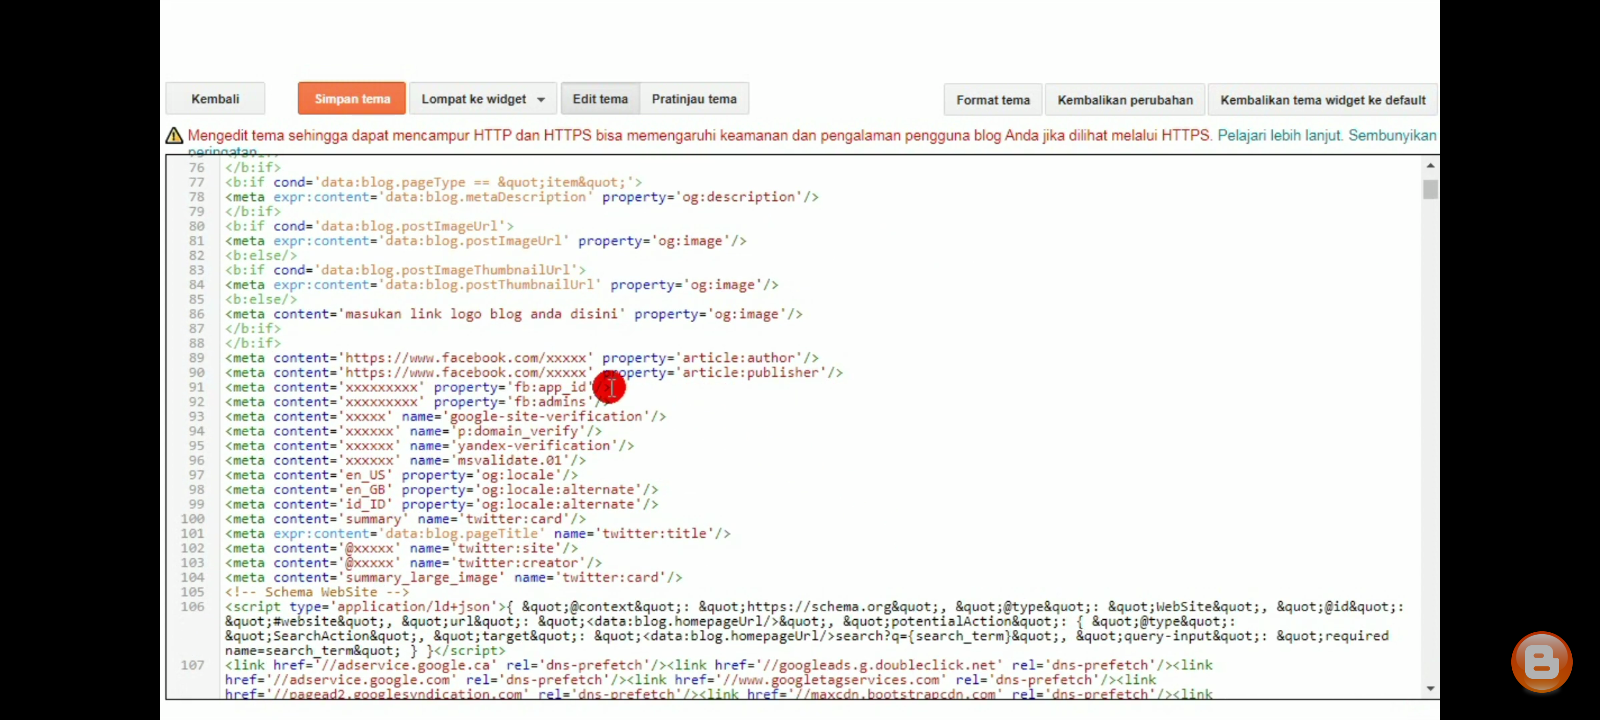 Kembali
Simpan tema
Lompat ke widget
Edit tema
Pratinjau tema
Format tema
Kembalikan perubahan
Kembalikan tema widget ke default
Mengedit tema sehingga dapat mencampur HTTP dan HTTPS bisa memengaruhi keamanan dan pengalaman pengguna blog Anda jika dilihat melalui HTTPS. Pelajari lebih lanjut. Sembunyikan
peringatan.
76 </b:if>
77 <b:if cond='data:blog.pageType == &quot;item&quot;'>
78 <meta expr:content='data:blog.metaDescription' property='og:description'/>
79 </b:if>
80 <b:if cond='data:blog.postImageUrl'>
81 <meta expr:content='data:blog.postImageUrl' property='og:image'/>
82 <b:else/>
83 <b:if cond='data:blog.postImageThumbnailUrl'>
84 <meta expr:content='data:blog.postThumbnailUrl' property='og:image'/>
85 <b:else/>
86 <meta content='masukan link logo blog anda disini' property='og:image'/>
87 </b:if>
88 </b:if>
89 <meta content='https://www.facebook.com/xxxxx' property='article:author'/>
90 <meta content='https://www.facebook.com/xxxxx' property='article:publisher'/>
91 <meta content='xxxxxxxxx' property='fb:app_id'/>
92 <meta content='xxxxxxxxx' property='fb:admins'/>
93 <meta content='xxxxx' name='google-site-verification'/>
94 <meta content='xxxxxx' name='p:domain_verify'/>
95 <meta content='xxxxxx' name='yandex-verification'/>
96 <meta content='xxxxxx' name='msvalidate.01'/>
97 <meta content='en_US' property='og:locale'/>
98 <meta content='en_GB' property='og:locale:alternate'/>
99 <meta content='id_ID' property='og:locale:alternate'/>
100 <meta content='summary' name='twitter:card'/>
101 <meta expr:content='data:blog.pageTitle' name='twitter:title'/>
102 <meta content='@xxxxx' name='twitter:site'/>
103 <meta content='@xxxxx' name='twitter:creator'/>
104 <meta content='summary_large_image' name='twitter:card'/>
105 <!-- Schema WebSite -->
106 <script type='application/ld+json'>{ &quot;@context&quot;: &quot;https://schema.org&quot;, &quot;@type&quot;: &quot;WebSite&quot;, &quot;@id&quot;:
&quot;#website&quot;, &quot;url&quot;: &quot;<data:blog.homepageUrl/>&quot;, &quot;potentialAction&quot;: { &quot;@type&quot;:
&quot;SearchAction&quot;, &quot;target&quot;: &quot;<data:blog.homepageUrl/>search?q={search_term}&quot;, &quot;query-input&quot;: &quot;required
name=search_term&quot; } }</script>
107 <link href='//adservice.google.ca' rel='dns-prefetch'/><link href='//googleads.g.doubleclick.net' rel='dns-prefetch'/><link
href='//adservice.google.com' rel='dns-prefetch'/><link href='//www.googletagservices.com' rel='dns-prefetch'/><link
href='//pagead2.googlesyndication.com' rel='dns-prefetch'/><link href='//maxcdn.bootstrapcdn.com' rel='dns-prefetch'/><link